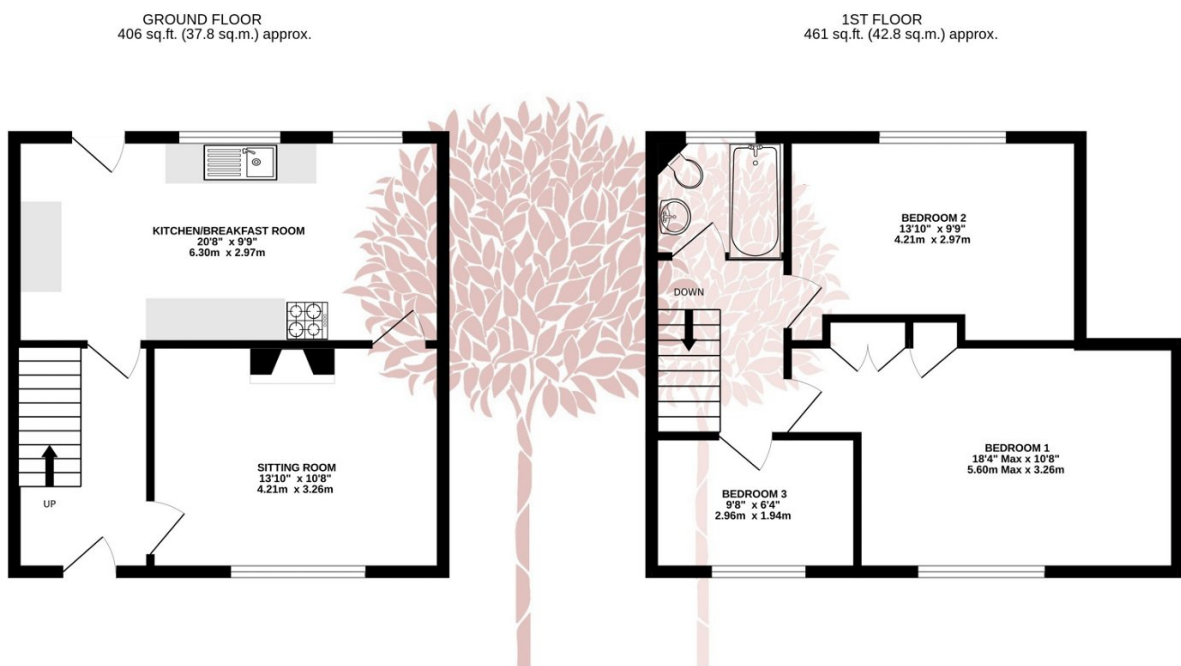 GROUND FLOOR
406 sq.ft. (37.8 sq.m.) approx.
1ST FLOOR
461 sq.ft. (42.8 sq.m.) approx.
KITCHEN/BREAKFAST ROOM
20'8" x 9'9"
6.30m x 2.97m
UP
SITTING ROOM
13'10" x 10'8"
4.21m x 3.26m
BEDROOM 2
13'10" x 9'9"
4.21m x 2.97m
DOWN
BEDROOM 1
18'4" Max x 10'8"
5.60m Max x 3.26m
BEDROOM 3
9'8" x 6'4"
2.96m x 1.94m